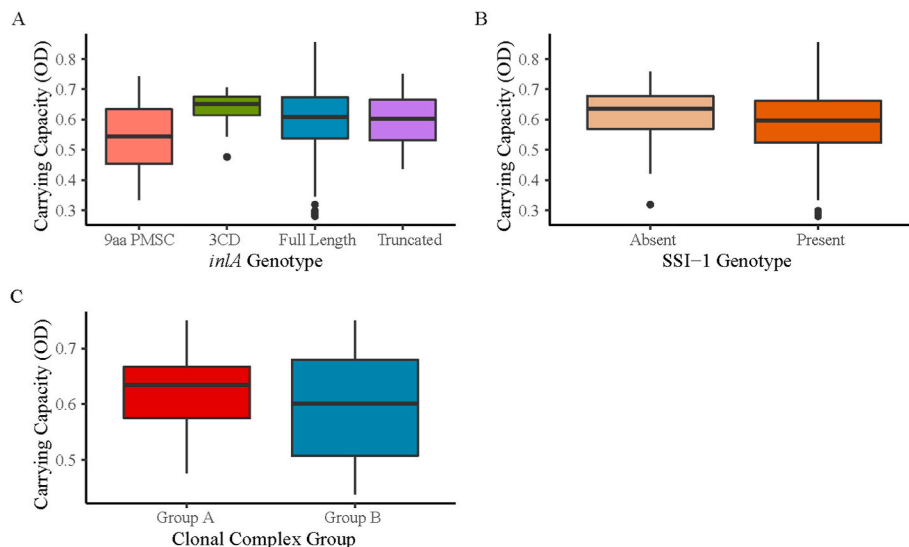 A
Carrying Capacity (OD)
0.8
0.7
0.6
0.5
0.4
0.3
9aa PMSC 3CD Full Length Truncated
inlA Genotype
B
Carrying Capacity (OD)
0.8
0.7
0.6
0.5
0.4
0.3
Absent Present
SSI−1 Genotype
C
Carrying Capacity (OD)
0.7
0.6
0.5
Group A Group B
Clonal Complex Group